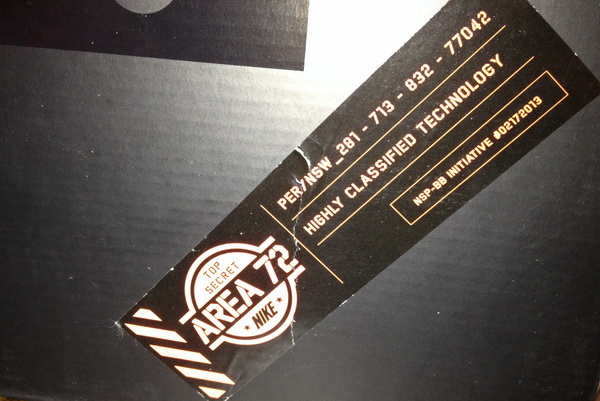 PER/NSW_281 - 713 - 832 - 77042
HIGHLY CLASSIFIED TECHNOLOGY
NSP-BB INITIATIVE #02172013
TOP
SECRET
AREA 72
NIKE